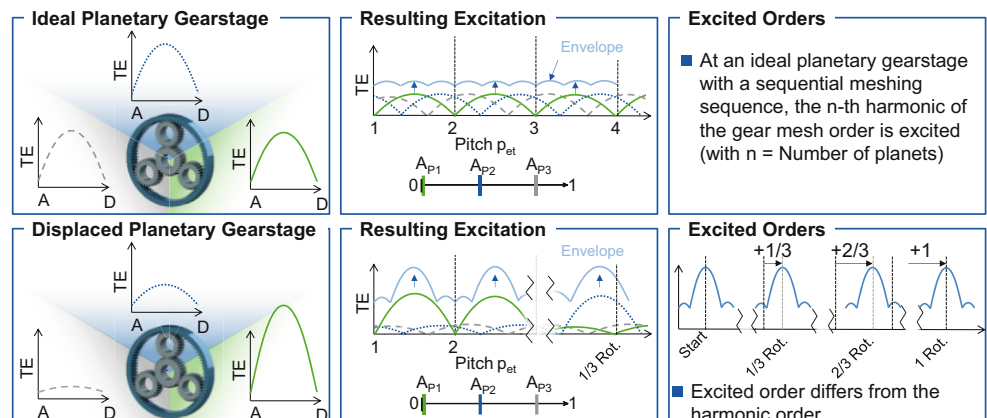 Ideal Planetary Gearstage
TE
A
D
TE
A
D
TE
A
D
Resulting Excitation
Envelope
TE
1
2
3
4
Pitch pet
AP1
AP2
AP3
0
1
Excited Orders
At an ideal planetary gearstage
with a sequential meshing
sequence, the n-th harmonic of
the gear mesh order is excited
(with n = Number of planets)
Displaced Planetary Gearstage
TE
A
D
TE
A
D
TE
A
D
Resulting Excitation
Envelope
TE
1
2
1/3 Rot.
Pitch pet
AP1
AP2
AP3
0
1
Excited Orders
+1/3
+2/3
+1
Start
1/3 Rot.
2/3 Rot.
1 Rot.
Excited order differs from the
harmonic order